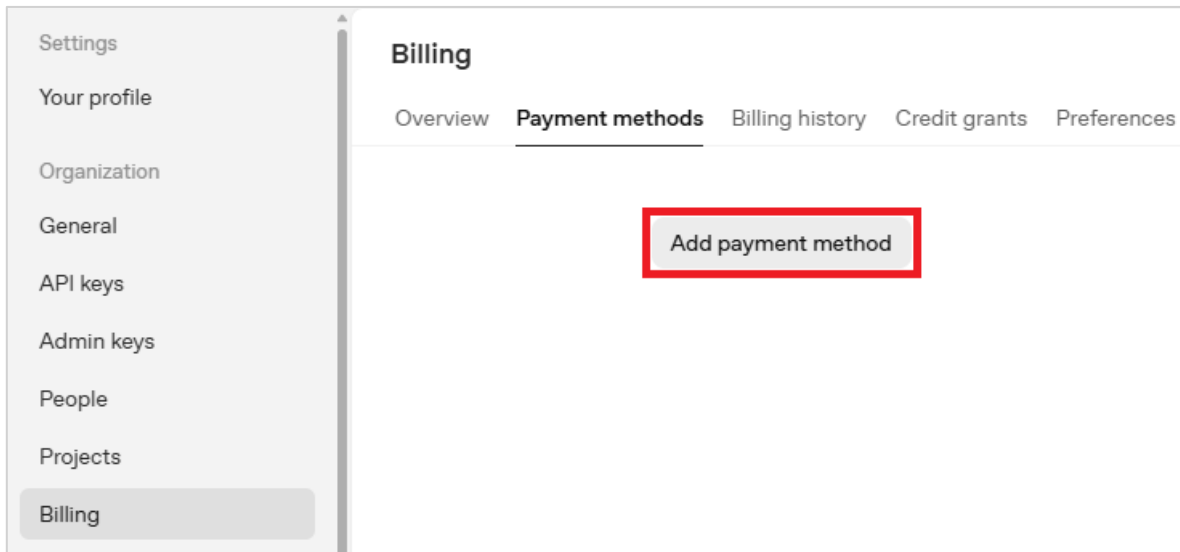 Settings
Your profile
Organization
General
API keys
Admin keys
People
Projects
Billing
Billing
Overview Payment methods Billing history Credit grants Preferences
Add payment method